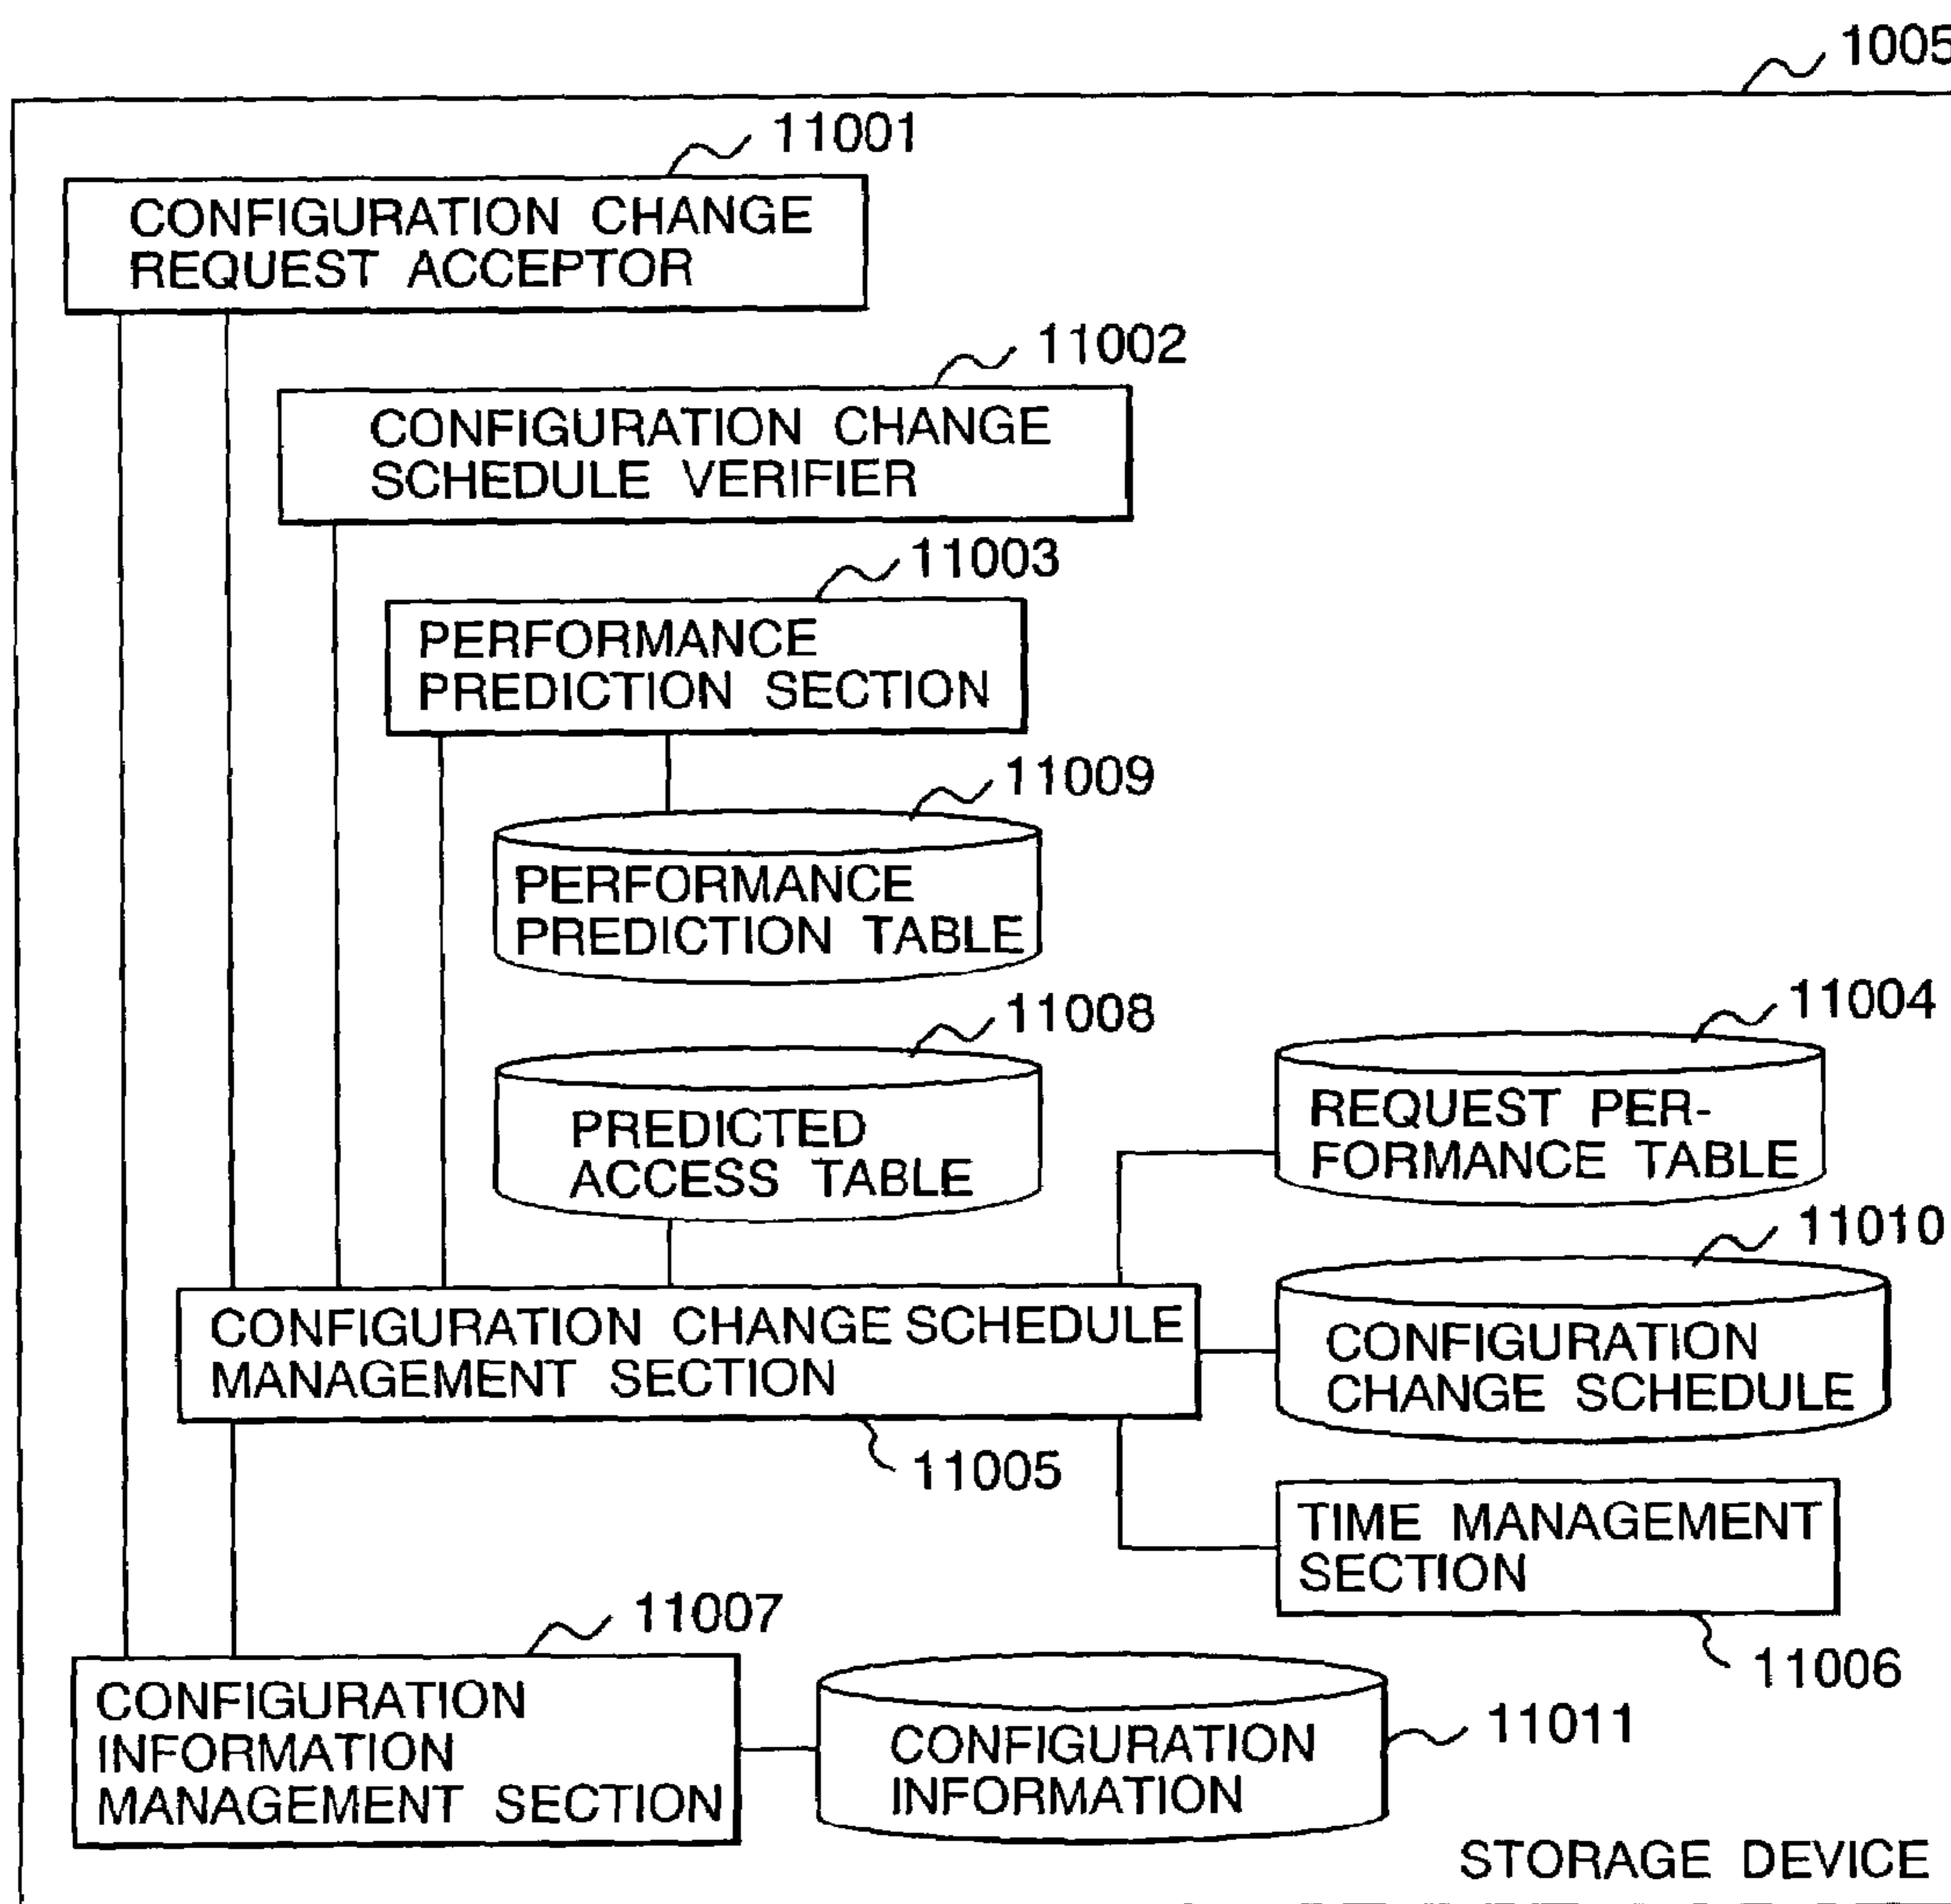 1005
11001
CONFIGURATION CHANGE
REQUEST ACCEPTOR
11002
CONFIGURATION CHANGE
SCHEDULE VERIFIER
11003
PERFORMANCE
PREDICTION SECTION
11009
PERFORMANCE
PREDICTION TABLE
11008
PREDICTED
ACCESS TABLE
11004
REQUEST PER-
FORMANCE TABLE
11010
CONFIGURATION CHANGE SCHEDULE
MANAGEMENT SECTION
11005
CONFIGURATION
CHANGE SCHEDULE
TIME MANAGEMENT
SECTION
11006
11007
CONFIGURATION
INFORMATION
MANAGEMENT SECTION
CONFIGURATION
INFORMATION
11011
STORAGE DEVICE